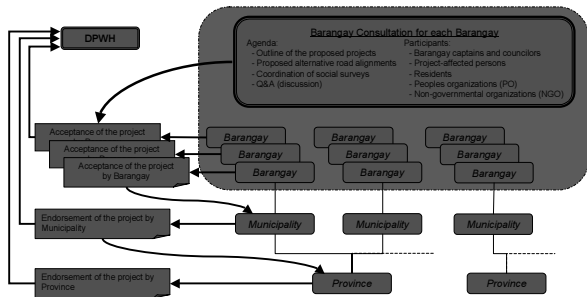 DPWH
Barangay Consultation for each Barangay
Agenda:
- Outline of the proposed projects
- Proposed alternative road alignments
- Coordination of social surveys
- Q&A (discussion)
Participants:
- Barangay captains and councilors
- Project-affected persons
- Residents
- Peoples organizations (PO)
- Non-governmental organizations (NGO)
Acceptance of the project
Acceptance of the project
Acceptance of the project
by Barangay
Barangay
Barangay
Barangay
Barangay
Barangay
Barangay
Barangay
Barangay
Barangay
Endorsement of the project by
Municipality
Municipality
Municipality
Municipality
Endorsement of the project by
Province
Province
Province